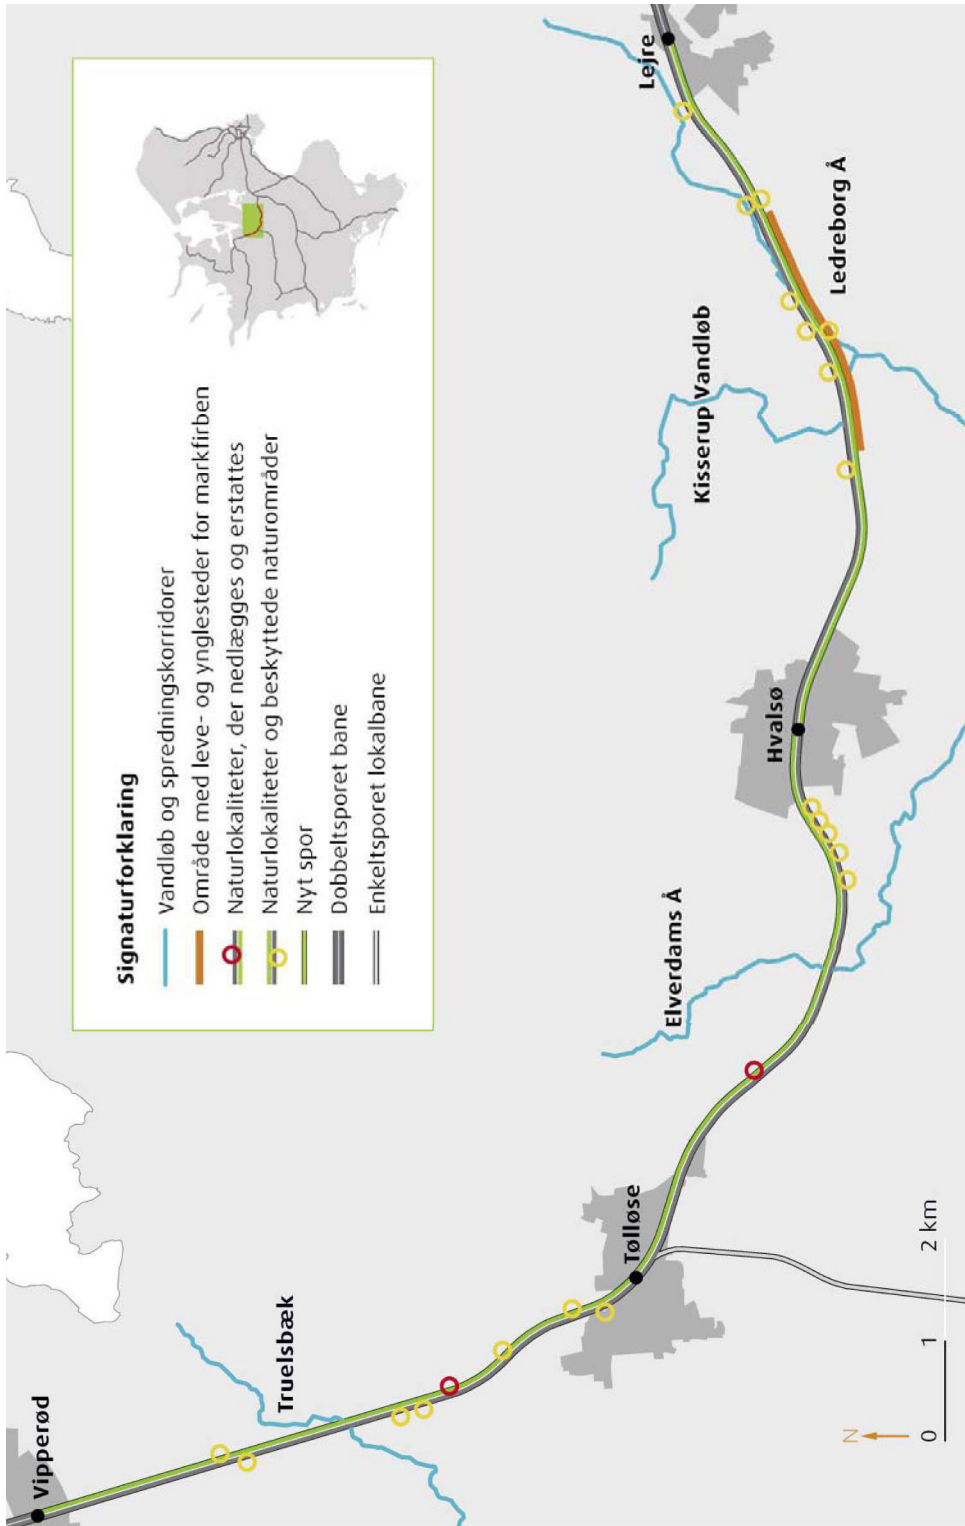 Signaturforklaring
Vandløb og spredningskorridorer
Område med leve- og ynglesteder for markfirben
Naturlokaliteter, der nedlægges og erstattes
Naturlokaliteter og beskyttede naturområder
Nyt spor
Dobbeltsporet bane
Enkeltsporet lokalbane
Vipperød
Truelsbæk
Tølløse
Elverdams Å
Hvalsø
Kisserup Vandløb
Ledreborg Å
Lejre
N
0 1 2 km